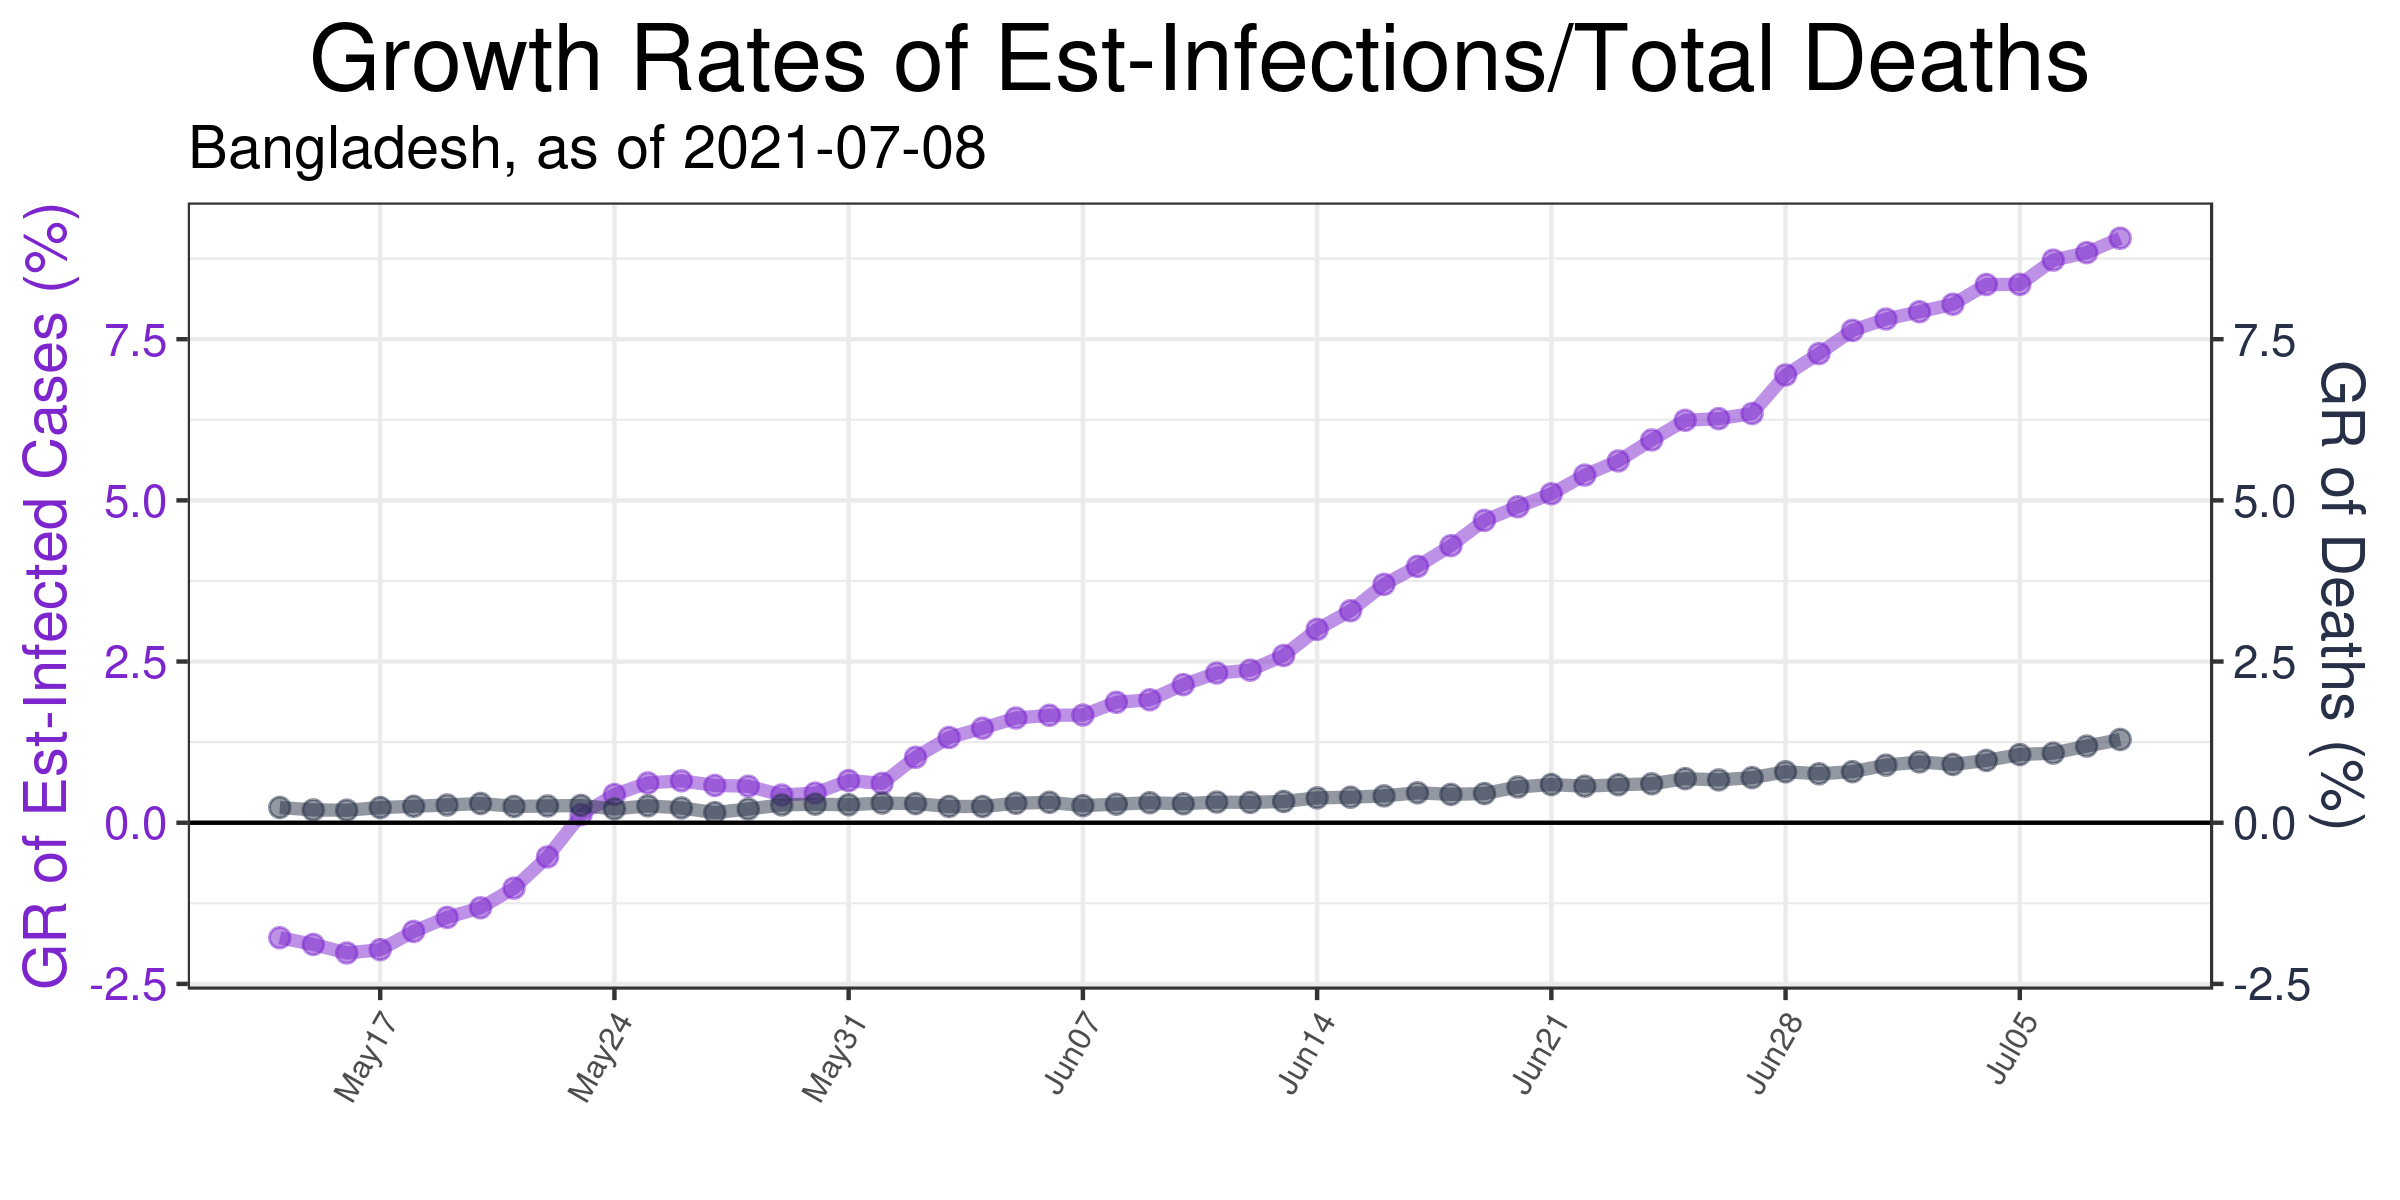 Growth Rates of Est-Infections/Total Deaths
Bangladesh, as of 2021-07-08
GR of Est-Infected Cases (%)
7.5
5.0
2.5
0.0
-2.5
7.5
5.0
2.5
0.0
-2.5
GR of Deaths (%)
May17
May24
May31
Jun07
Jun14
Jun21
Jun28
Jul05